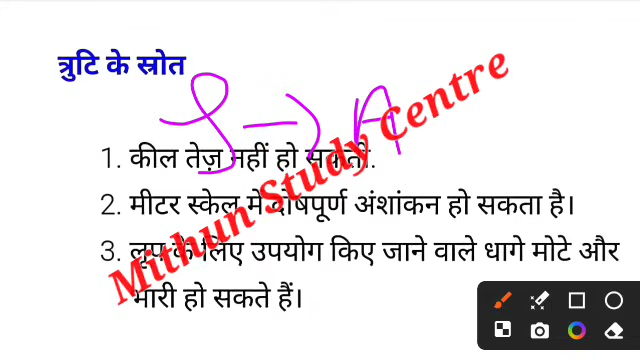 त्रुटि के स्रोत
1. कील तेज़ नहीं हो सकती.
2. मीटर स्केल में दोषपूर्ण अंशांकन हो सकता है।
3. लूप के लिए उपयोग किए जाने वाले धागे मोटे और
भारी हो सकते हैं।
Mithun Study Centre